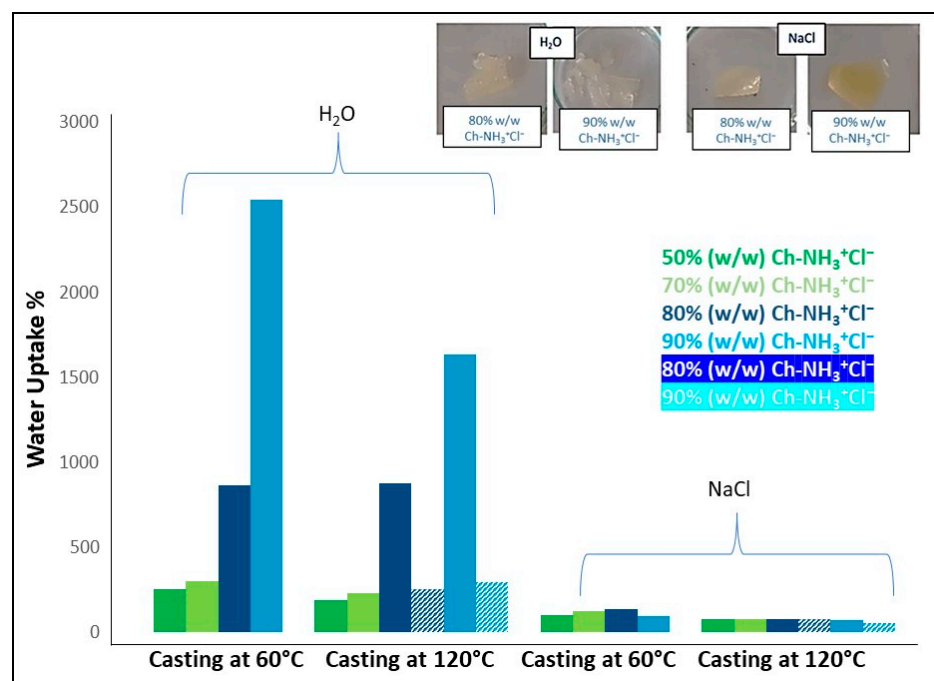 H₂O
NaCl
80% w/w
Ch-NH₃⁺Cl⁻
90% w/w
Ch-NH₃⁺Cl⁻
80% w/w
Ch-NH₃⁺Cl⁻
90% w/w
Ch-NH₃⁺Cl⁻
H₂O
3000
2500
2000
1500
1000
500
0
Water Uptake %
50% (w/w) Ch-NH₃⁺Cl⁻
70% (w/w) Ch-NH₃⁺Cl⁻
80% (w/w) Ch-NH₃⁺Cl⁻
90% (w/w) Ch-NH₃⁺Cl⁻
80% (w/w) Ch-NH₃⁺Cl⁻
90% (w/w) Ch-NH₃⁺Cl⁻
NaCl
Casting at 60°C
Casting at 120°C
Casting at 60°C
Casting at 120°C